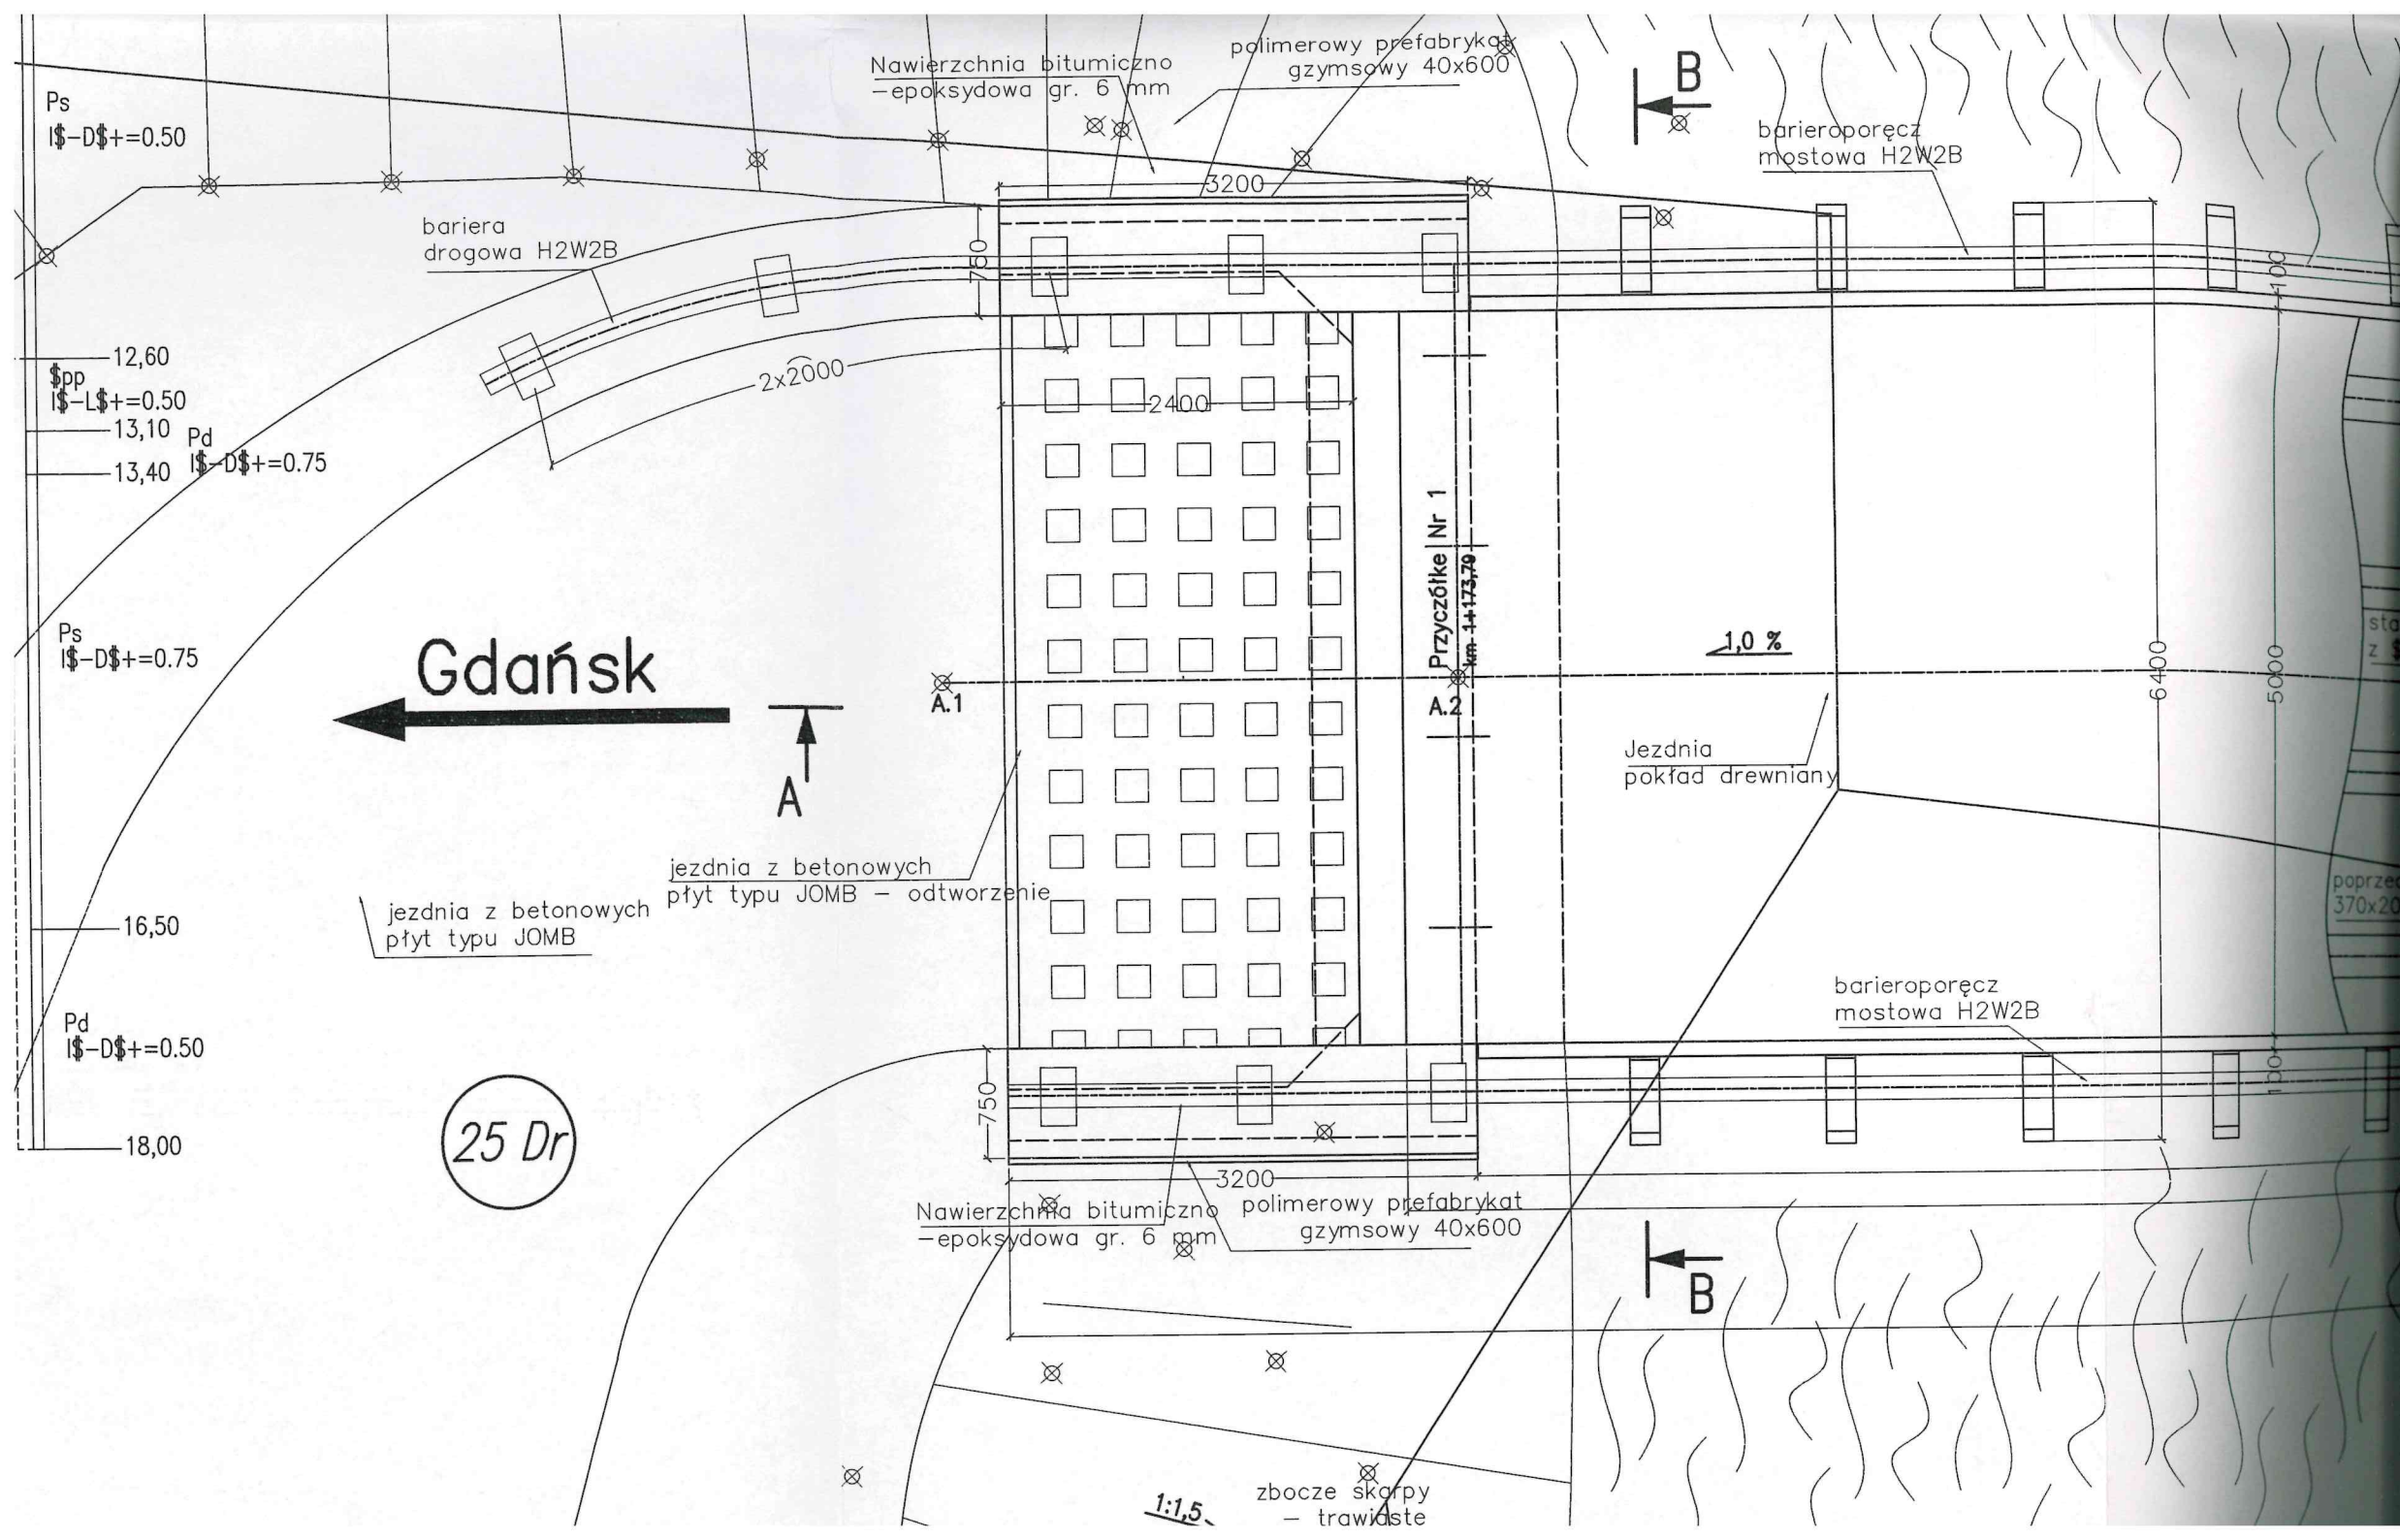 Nawierzchnia bitumiczno
-epoksydowa gr. 6 mm
polimerowy prefabrykat
gzymsowy 40x600
B
barieroporęcz
mostowa H2W2B
Ps
I$-D$+=0.50
3200
bariera
drogowa H2W2B
750
100
12,60
$pp
I$-L$+=0.50
13,10
Pd
I$-D$+=0.75
13,40
2x2000
2400
Przyczółke Nr 1
km 1+173,79
Ps
I$-D$+=0.75
Gdańsk
1,0 %
6400
5000
sta
z
A.1
A.2
A
Jezdnia
pokład drewniany
jezdnia z betonowych
płyt typu JOMB - odtworzenie
jezdnia z betonowych
płyt typu JOMB
poprzec
370x20
16,50
barieroporęcz
mostowa H2W2B
Pd
I$-D$+=0.50
25 Dr
750
100
18,00
3200
Nawierzchnia bitumiczno
-epoksydowa gr. 6 mm
polimerowy prefabrykat
gzymsowy 40x600
B
1:1,5
zbocze skarpy
- trawiaste